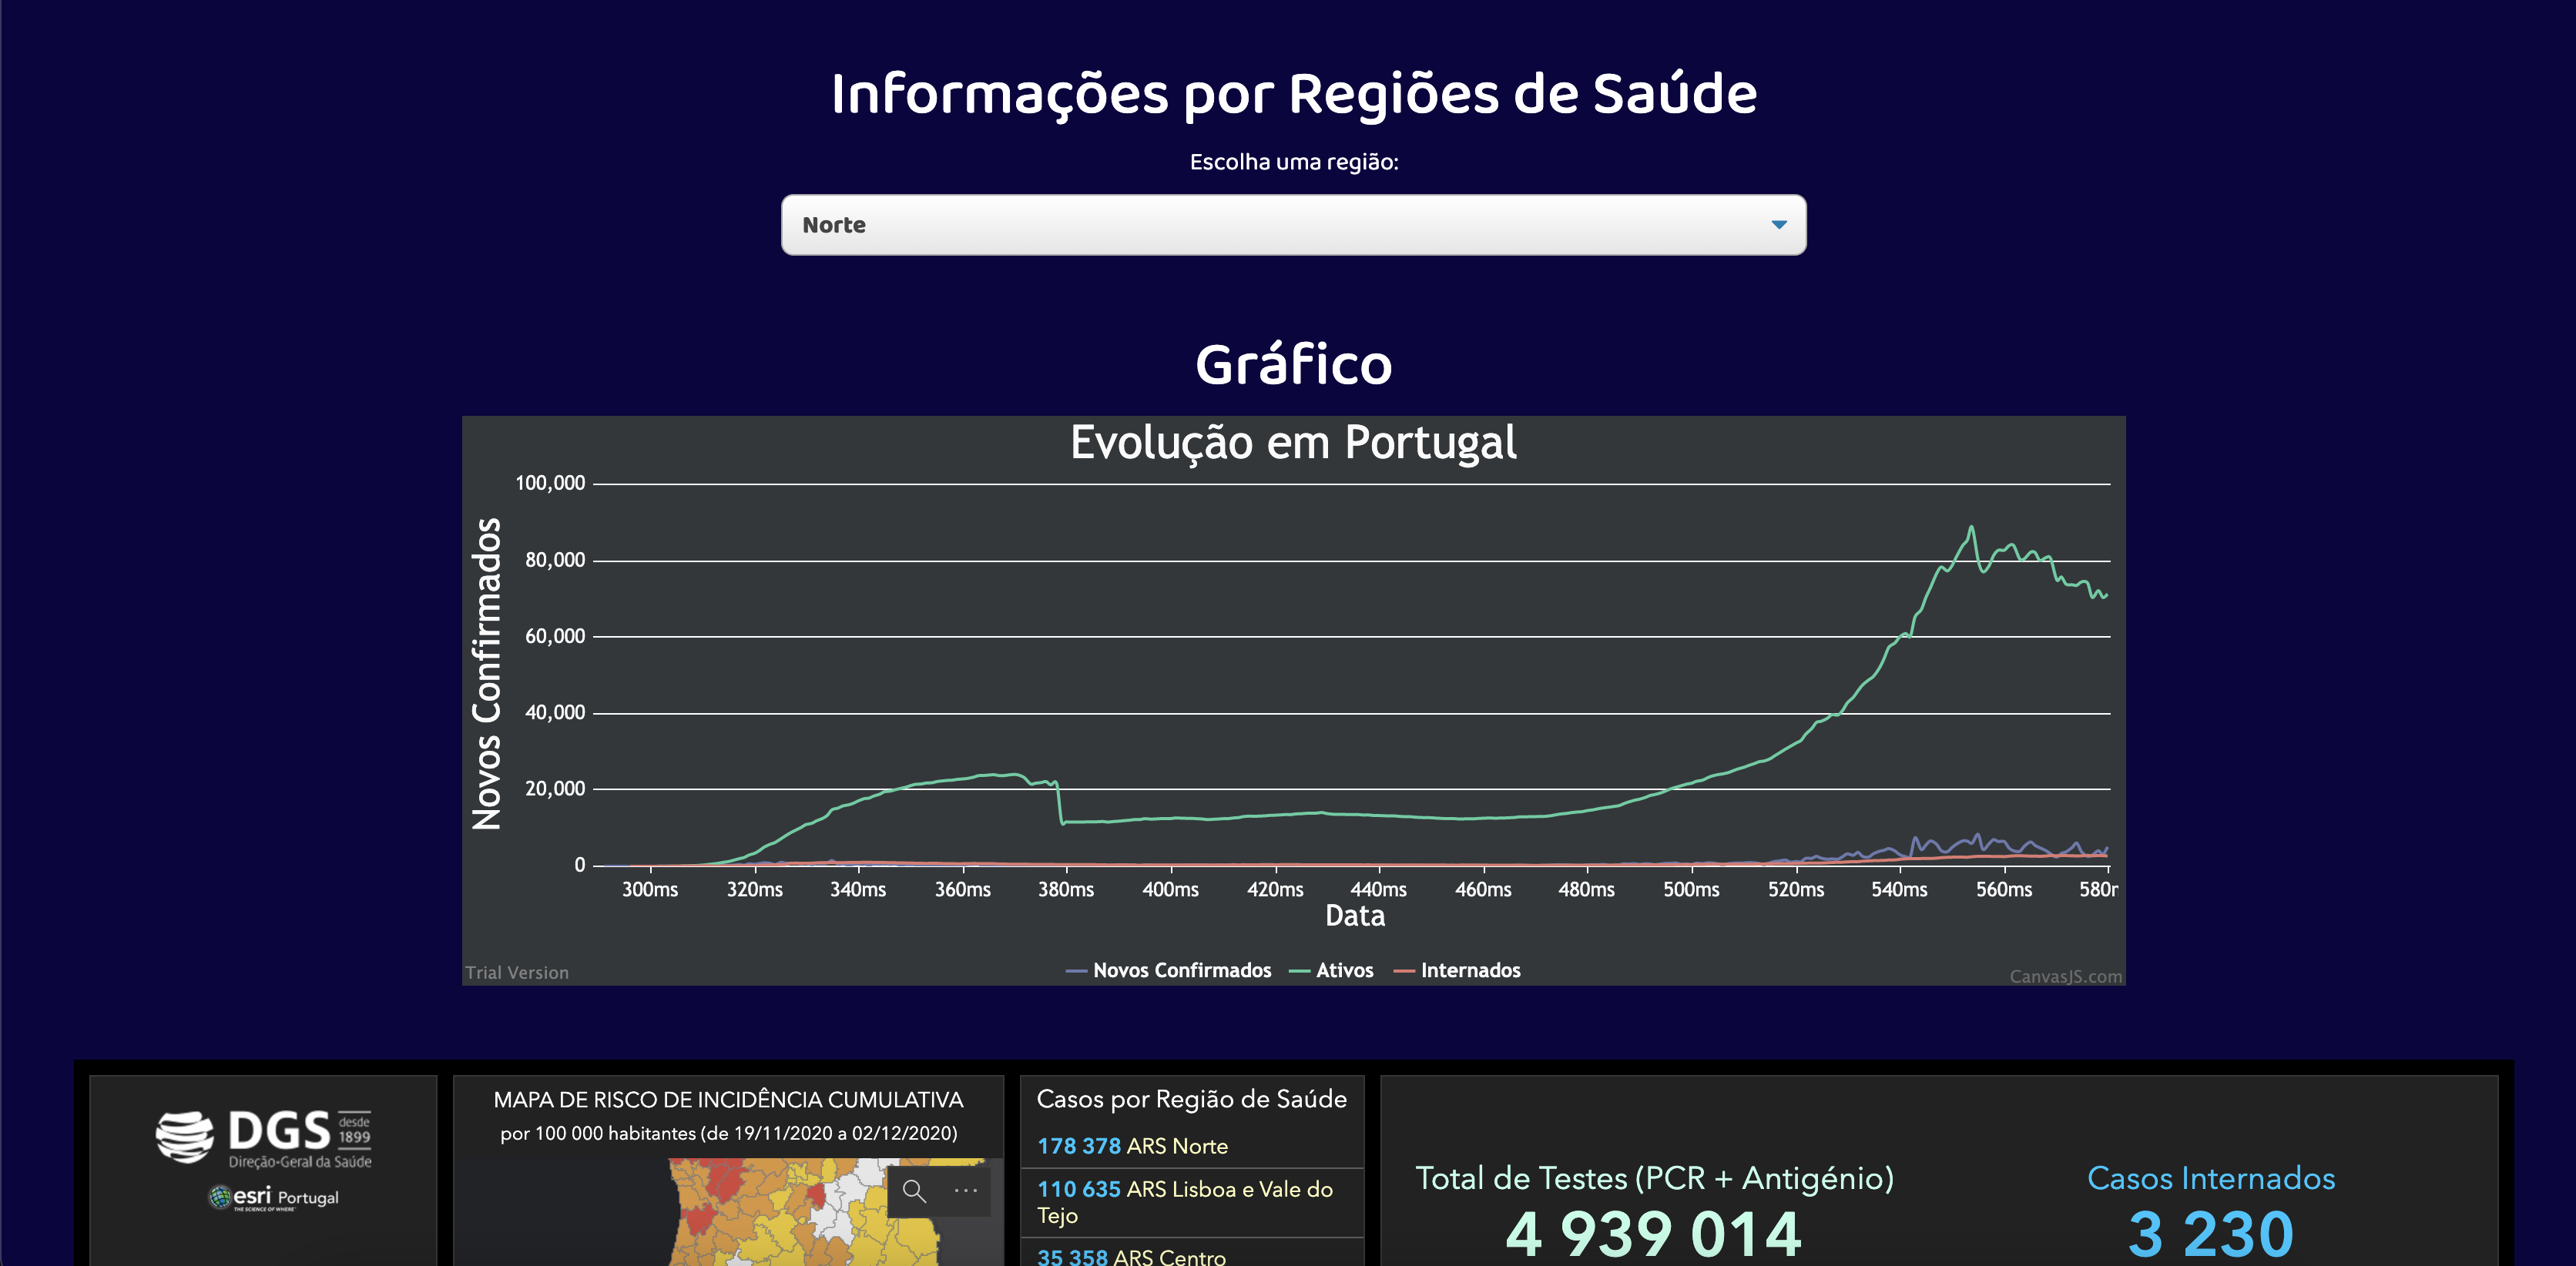 Informações por Regiões de Saúde
Escolha uma região:
Norte
Gráfico
Evolução em Portugal
Novos Confirmados
100,000
80,000
60,000
40,000
20,000
0
300ms 320ms 340ms 360ms 380ms 400ms 420ms 440ms 460ms 480ms 500ms 520ms 540ms 560ms 580m
Data
Novos Confirmados Ativos Internados
Trial Version
CanvasJS.com
DGS desde 1899
Direção-Geral da Saúde
esri Portugal
THE SCIENCE OF WHERE
MAPA DE RISCO DE INCIDÊNCIA CUMULATIVA
por 100 000 habitantes (de 19/11/2020 a 02/12/2020)
Casos por Região de Saúde
178 378 ARS Norte
110 635 ARS Lisboa e Vale do
Tejo
35 358 ARS Centro
Total de Testes (PCR + Antigénio)
4 939 014
Casos Internados
3 230